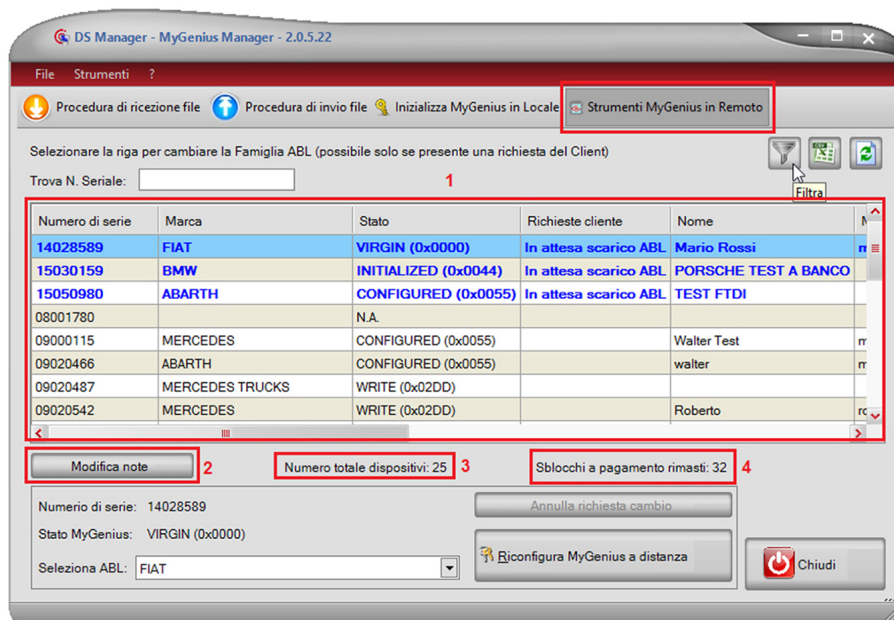 DS Manager - MyGenius Manager - 2.0.5.22
File Strumenti ?
Procedura di ricezione file Procedura di invio file Inizializza MyGenius in Locale Strumenti MyGenius in Remoto
Selezionare la riga per cambiare la Famiglia ABL (possibile solo se presente una richiesta del Client)
Trova N. Seriale: 1
Filtra
Numero di serie Marca Stato Richieste cliente Nome
14028589 FIAT VIRGIN (0x0000) In attesa scarico ABL Mario Rossi m
15030159 BMW INITIALIZED (0x0044) In attesa scarico ABL PORSCHE TEST A BANCO
15050980 ABARTH CONFIGURED (0x0055) In attesa scarico ABL TEST FTDI
08001780 N.A.
09000115 MERCEDES CONFIGURED (0x0055) Walter Test m
09020466 ABARTH CONFIGURED (0x0055) walter m
09020487 MERCEDES TRUCKS WRITE (0x02DD)
09020542 MERCEDES WRITE (0x02DD) Roberto
Modifica note 2 Numero totale dispositivi: 25 3 Sblocchi a pagamento rimasti: 32 4
Numerio di serie: 14028589 Annulla richiesta cambio
Stato MyGenius: VIRGIN (0x0000)
Riconfigura MyGenius a distanza Chiudi
Seleziona ABL: FIAT